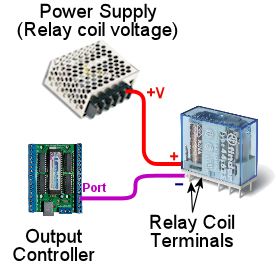 Power Supply
(Relay coil voltage)
+V
+
Port
−
Output
Controller
Relay Coil
Terminals